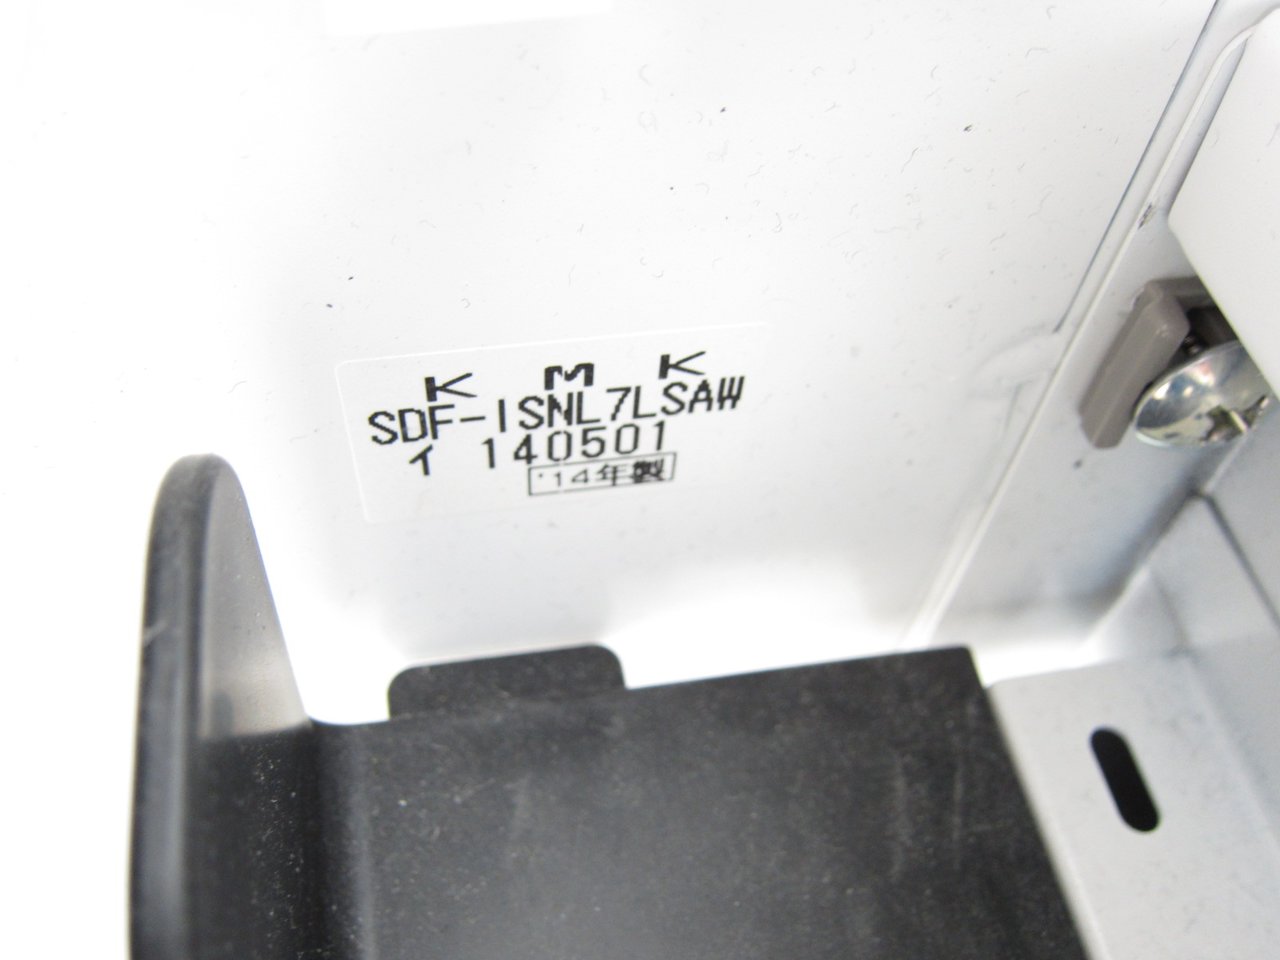 K M K
SDF-ISNL7LSAW
イ 140501
'14年製